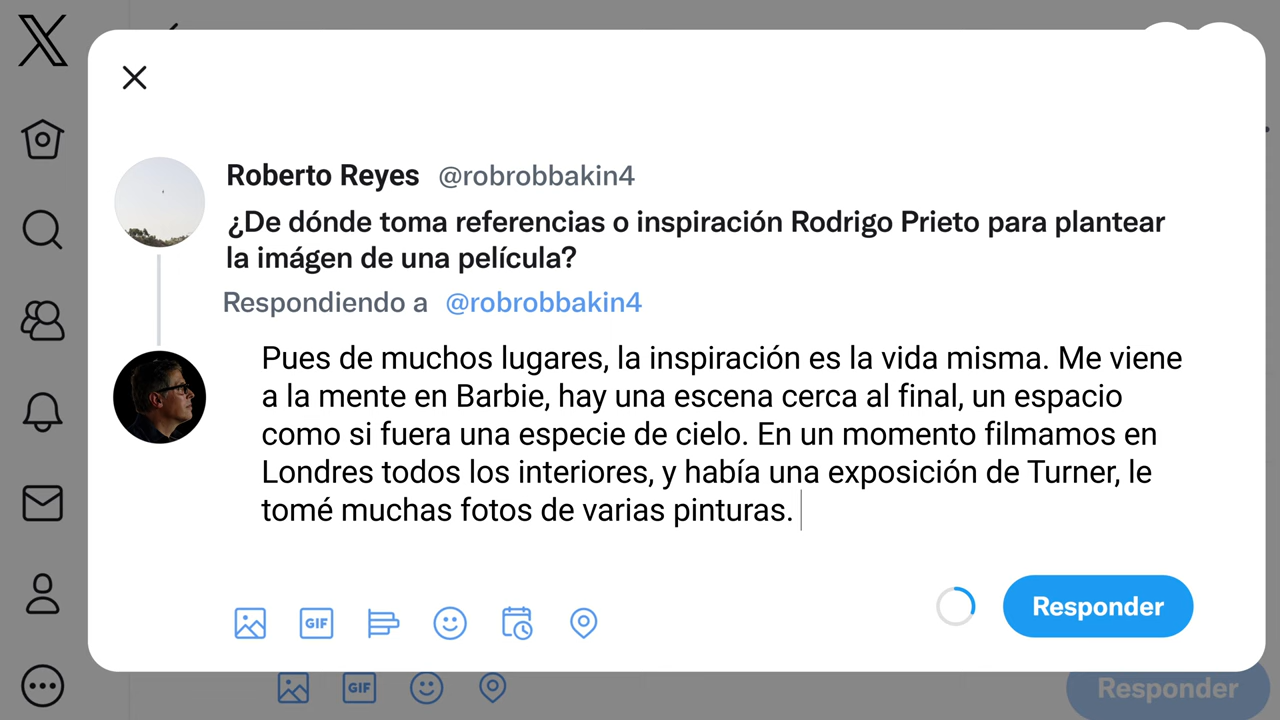 Roberto Reyes @robrobbakin4
¿De dónde toma referencias o inspiración Rodrigo Prieto para plantear
la imágen de una película?
Respondiendo a @robrobbakin4
Pues de muchos lugares, la inspiración es la vida misma. Me viene
a la mente en Barbie, hay una escena cerca al final, un espacio
como si fuera una especie de cielo. En un momento filmamos en
Londres todos los interiores, y había una exposición de Turner, le
tomé muchas fotos de varias pinturas.
GIF
Responder
GIF
Responder